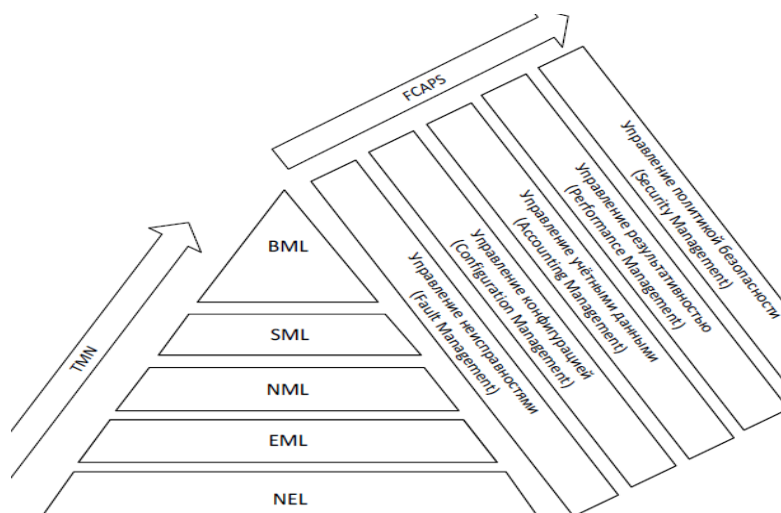 FCAPS
TMN
BML
SML
NML
EML
NEL
Управление неисправностями
(Fault Management)
Управление конфигурацией
(Configuration Management)
Управление учётными данными
(Accounting Management)
Управление результативностью
(Performance Management)
Управление политикой безопасности
(Security Management)